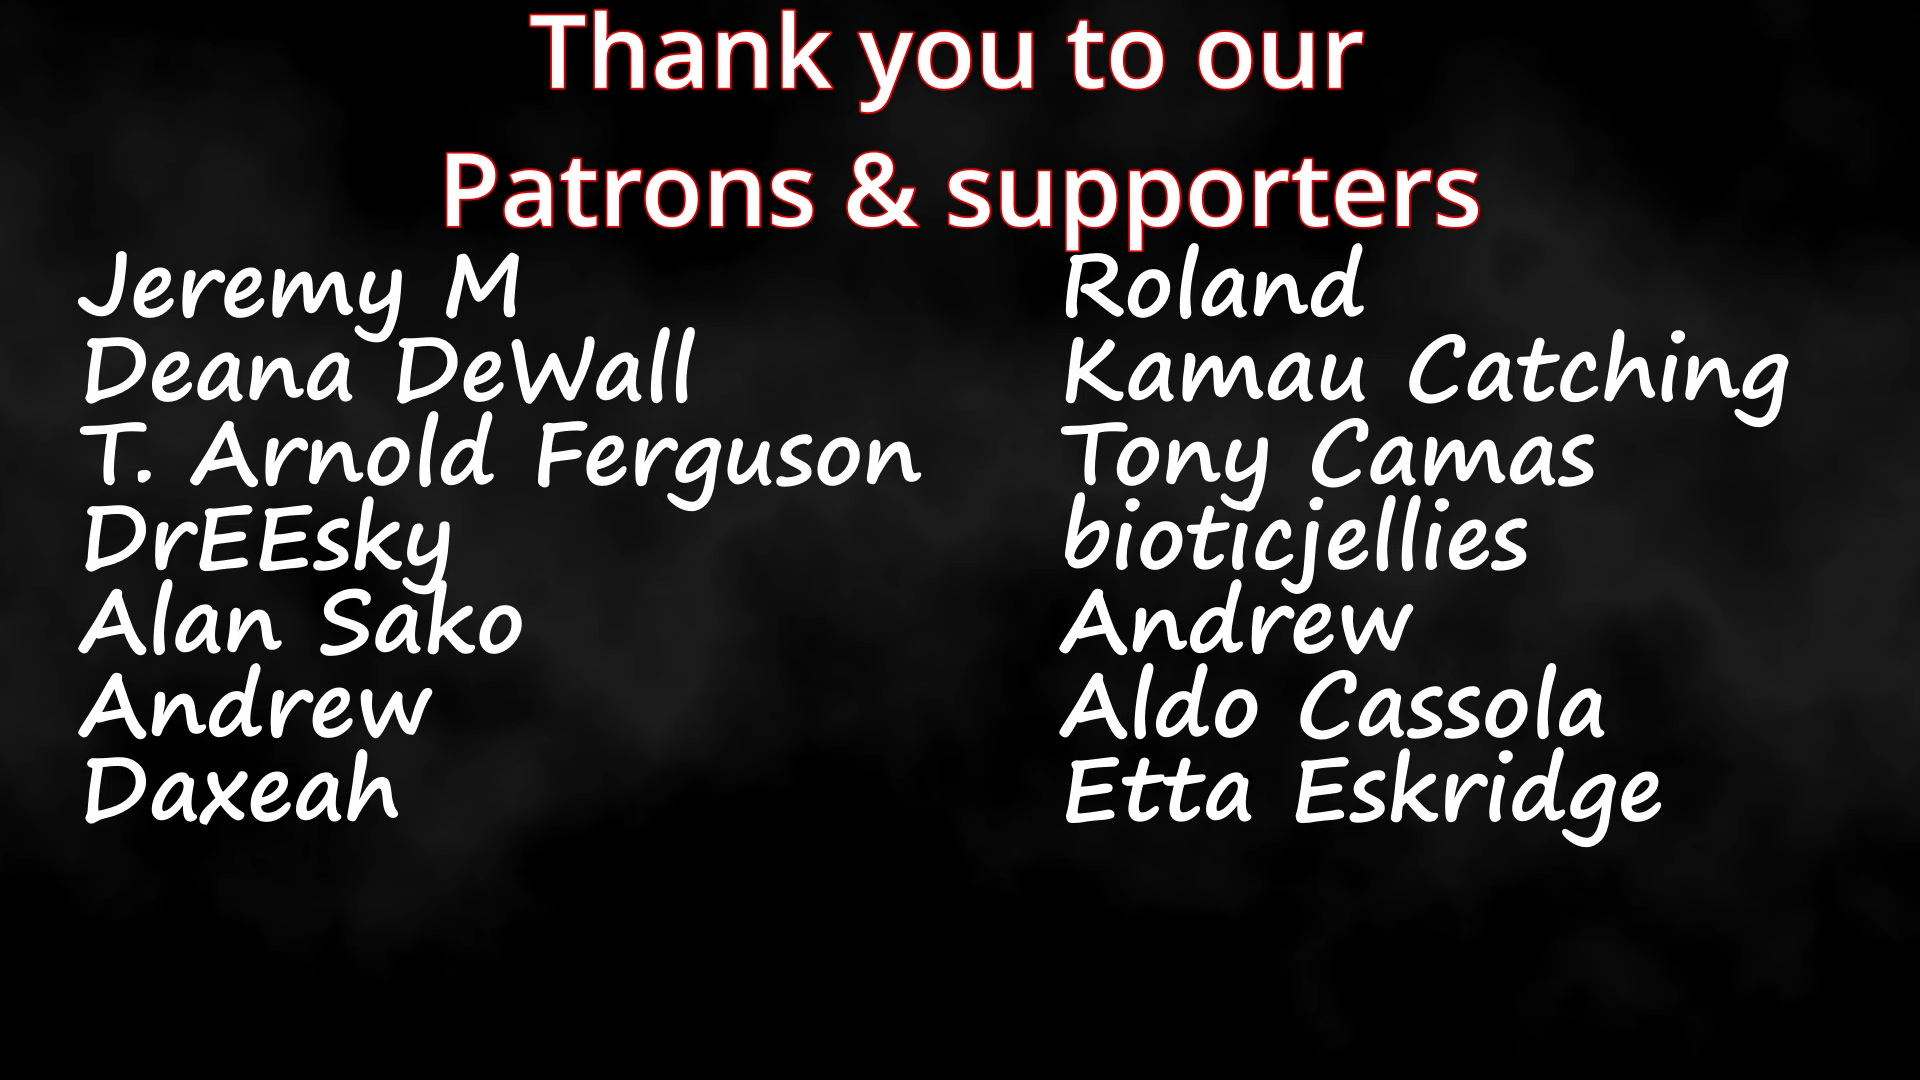 Thank you to our
Patrons & supporters
Jeremy M
Deana DeWall
T. Arnold Ferguson
DrEEsky
Alan Sako
Andrew
Daxeah
Roland
Kamau Catching
Tony Camas
bioticjellies
Andrew
Aldo Cassola
Etta Eskridge